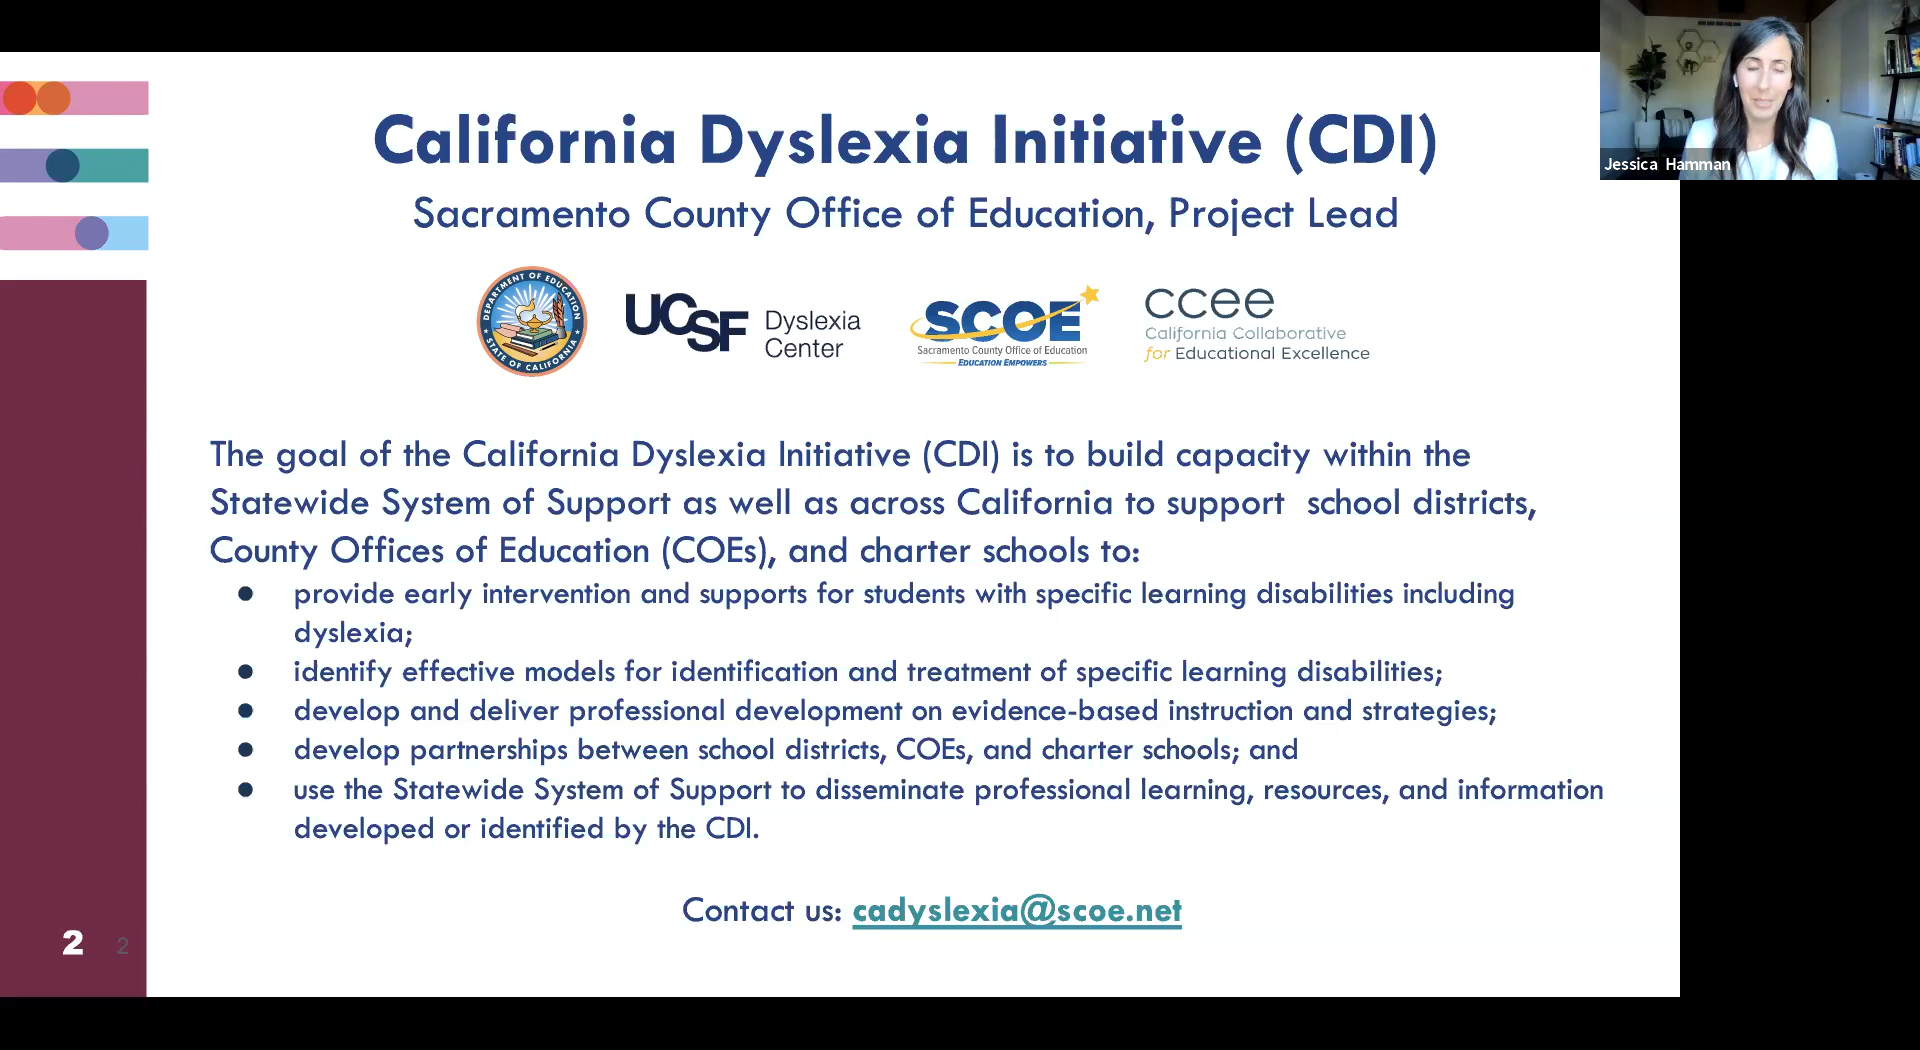 Jessica Hamman
California Dyslexia Initiative (CDI)
Sacramento County Office of Education, Project Lead
DEPARTMENT OF EDUCATION
STATE OF CALIFORNIA
UCSF Dyslexia
Center
SCOE
Sacramento County Office of Education
EDUCATION EMPOWERS
ccee
California Collaborative
for Educational Excellence
The goal of the California Dyslexia Initiative (CDI) is to build capacity within the
Statewide System of Support as well as across California to support  school districts,
County Offices of Education (COEs), and charter schools to:
● provide early intervention and supports for students with specific learning disabilities including
dyslexia;
● identify effective models for identification and treatment of specific learning disabilities;
● develop and deliver professional development on evidence-based instruction and strategies;
● develop partnerships between school districts, COEs, and charter schools; and
● use the Statewide System of Support to disseminate professional learning, resources, and information
developed or identified by the CDI.
Contact us: cadyslexia@scoe.net
2 2